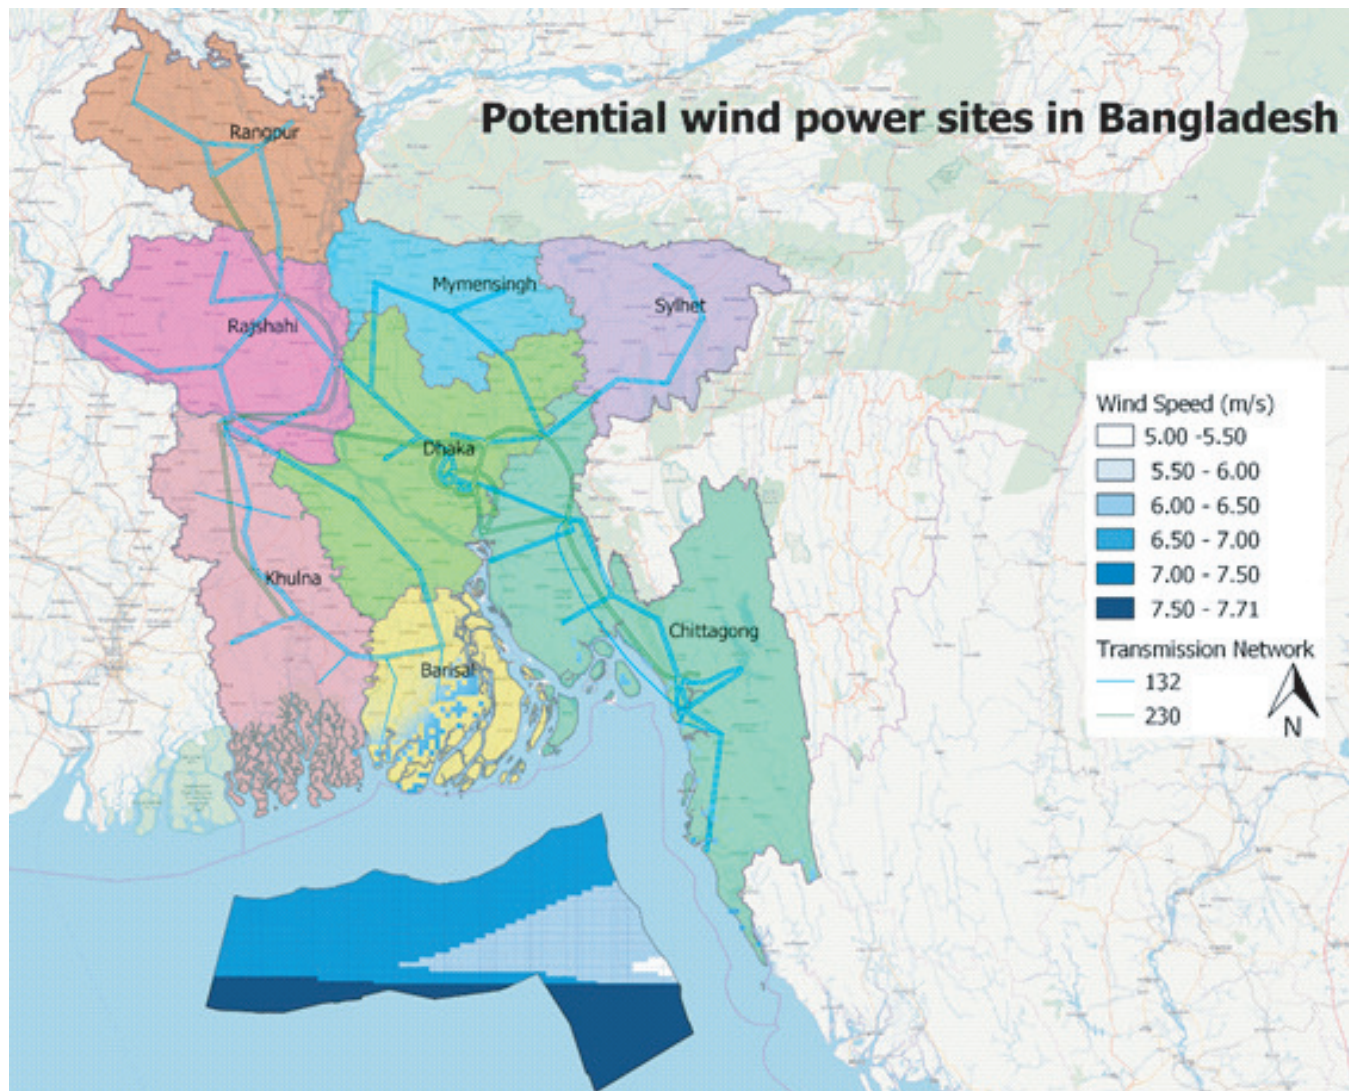 Potential wind power sites in Bangladesh
Rangpur
Mymensingh
Sylhet
Rajshahi
Dhaka
Khulna
Chittagong
Barisal
Wind Speed (m/s)
5.00 -5.50
5.50 - 6.00
6.00 - 6.50
6.50 - 7.00
7.00 - 7.50
7.50 - 7.71
Transmission Network
132
230
N